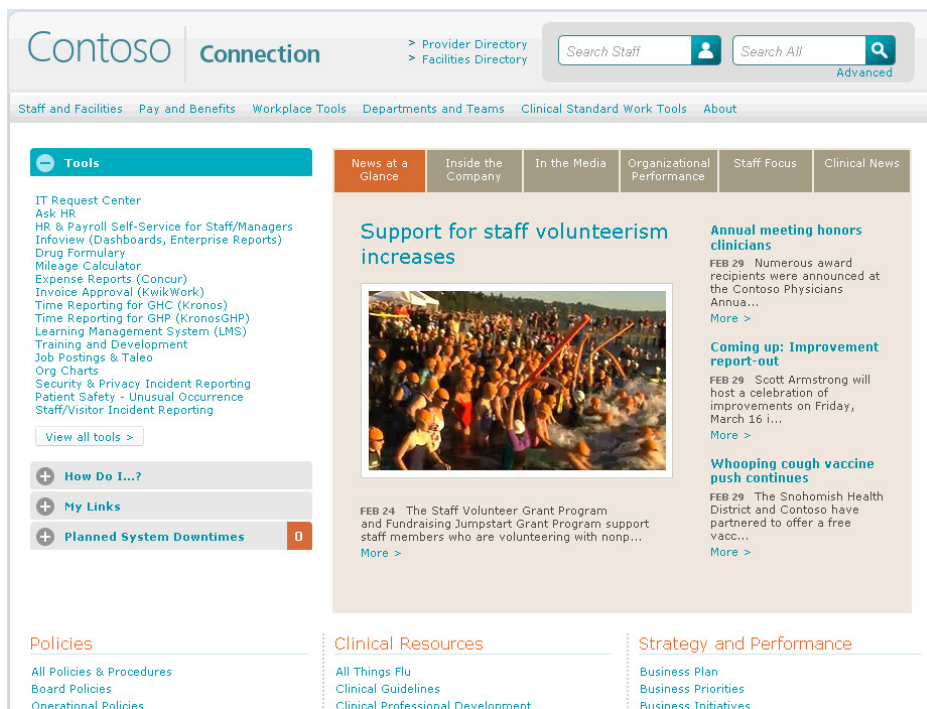 Contoso
Connection
> Provider Directory
> Facilities Directory
Search Staff
Search All
Advanced
Staff and Facilities Pay and Benefits Workplace Tools Departments and Teams Clinical Standard Work Tools About
Tools
IT Request Center
Ask HR
HR & Payroll Self-Service for Staff/Managers
Infoview (Dashboards, Enterprise Reports)
Drug Formulary
Mileage Calculator
Expense Reports (Concur)
Invoice Approval (KwikWork)
Time Reporting for GHC (Kronos)
Time Reporting for GHP (KronosGHP)
Learning Management System (LMS)
Training and Development
Job Postings & Taleo
Org Charts
Security & Privacy Incident Reporting
Patient Safety - Unusual Occurrence
Staff/Visitor Incident Reporting
View all tools >
How Do I...?
My Links
Planned System Downtimes 0
News at a
Glance
Inside the
Company
In the Media
Organizational
Performance
Staff Focus
Clinical News
Support for staff volunteerism
increases
FEB 24 The Staff Volunteer Grant Program
and Fundraising Jumpstart Grant Program support
staff members who are volunteering with nonp...
More >
Annual meeting honors
clinicians
FEB 29 Numerous award
recipients were announced at
the Contoso Physicians
Annua...
More >
Coming up: Improvement
report-out
FEB 29 Scott Armstrong will
host a celebration of
improvements on Friday,
March 16 i...
More >
Whooping cough vaccine
push continues
FEB 29 The Snohomish Health
District and Contoso have
partnered to offer a free
vacc...
More >
Policies
All Policies & Procedures
Board Policies
Operational Policies
Clinical Resources
All Things Flu
Clinical Guidelines
Clinical Professional Development
Strategy and Performance
Business Plan
Business Priorities
Business Initiatives